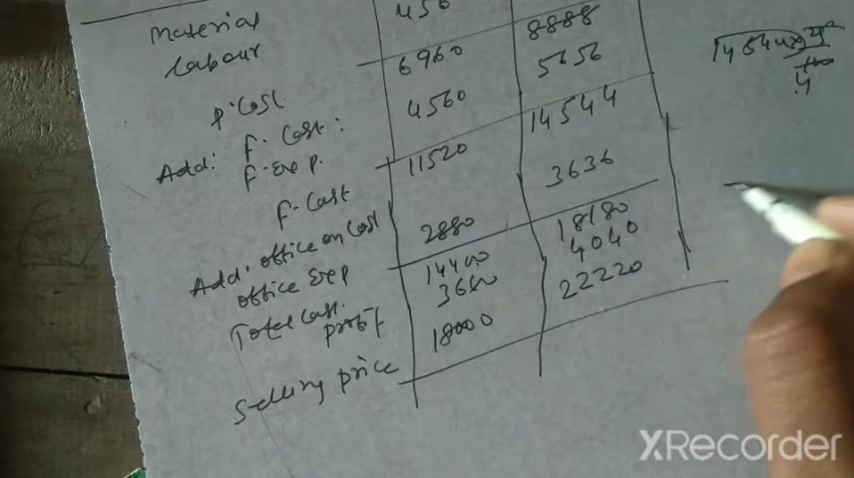 Material 456
Labour
8888
P. Cost 6960 5656
F. Cost: 4560
Add: F. Exp. 14544
F. Cost 11520 3636
Add: office on Cost
office Exp 2880 18180
14400 4040
Total Cost. 3600 22220
Profit 18000
Selling price
XRecorder